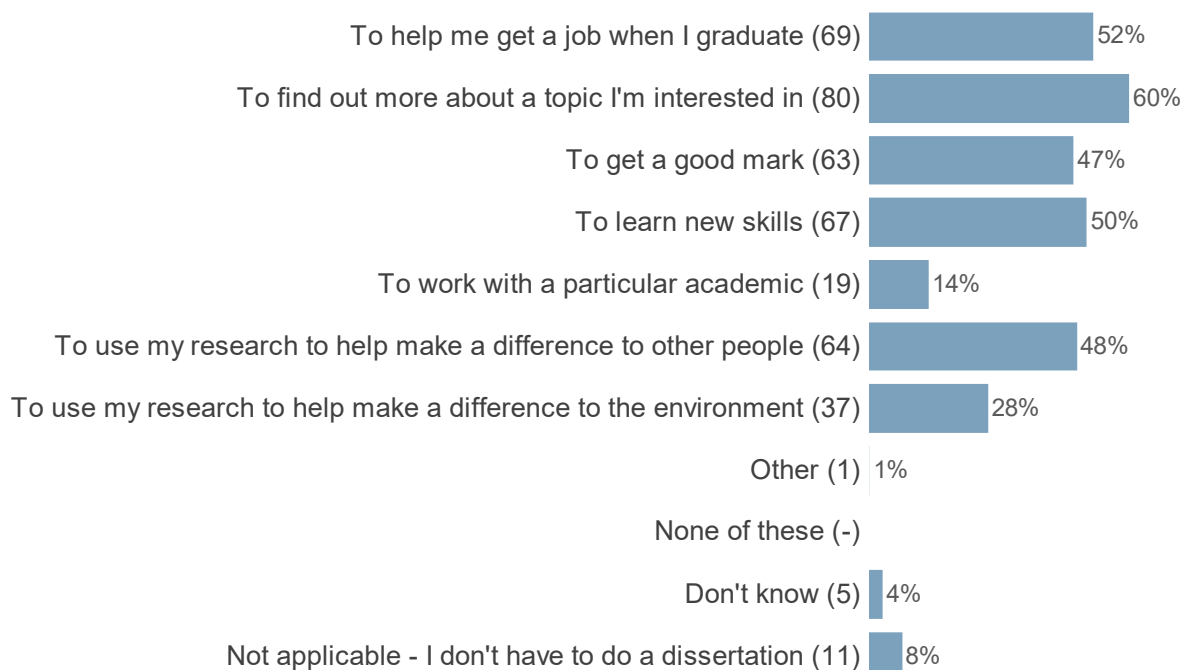 To help me get a job when I graduate (69) 52%
To find out more about a topic I'm interested in (80) 60%
To get a good mark (63) 47%
To learn new skills (67) 50%
To work with a particular academic (19) 14%
To use my research to help make a difference to other people (64) 48%
To use my research to help make a difference to the environment (37) 28%
Other (1) 1%
None of these (-)
Don't know (5) 4%
Not applicable - I don't have to do a dissertation (11) 8%